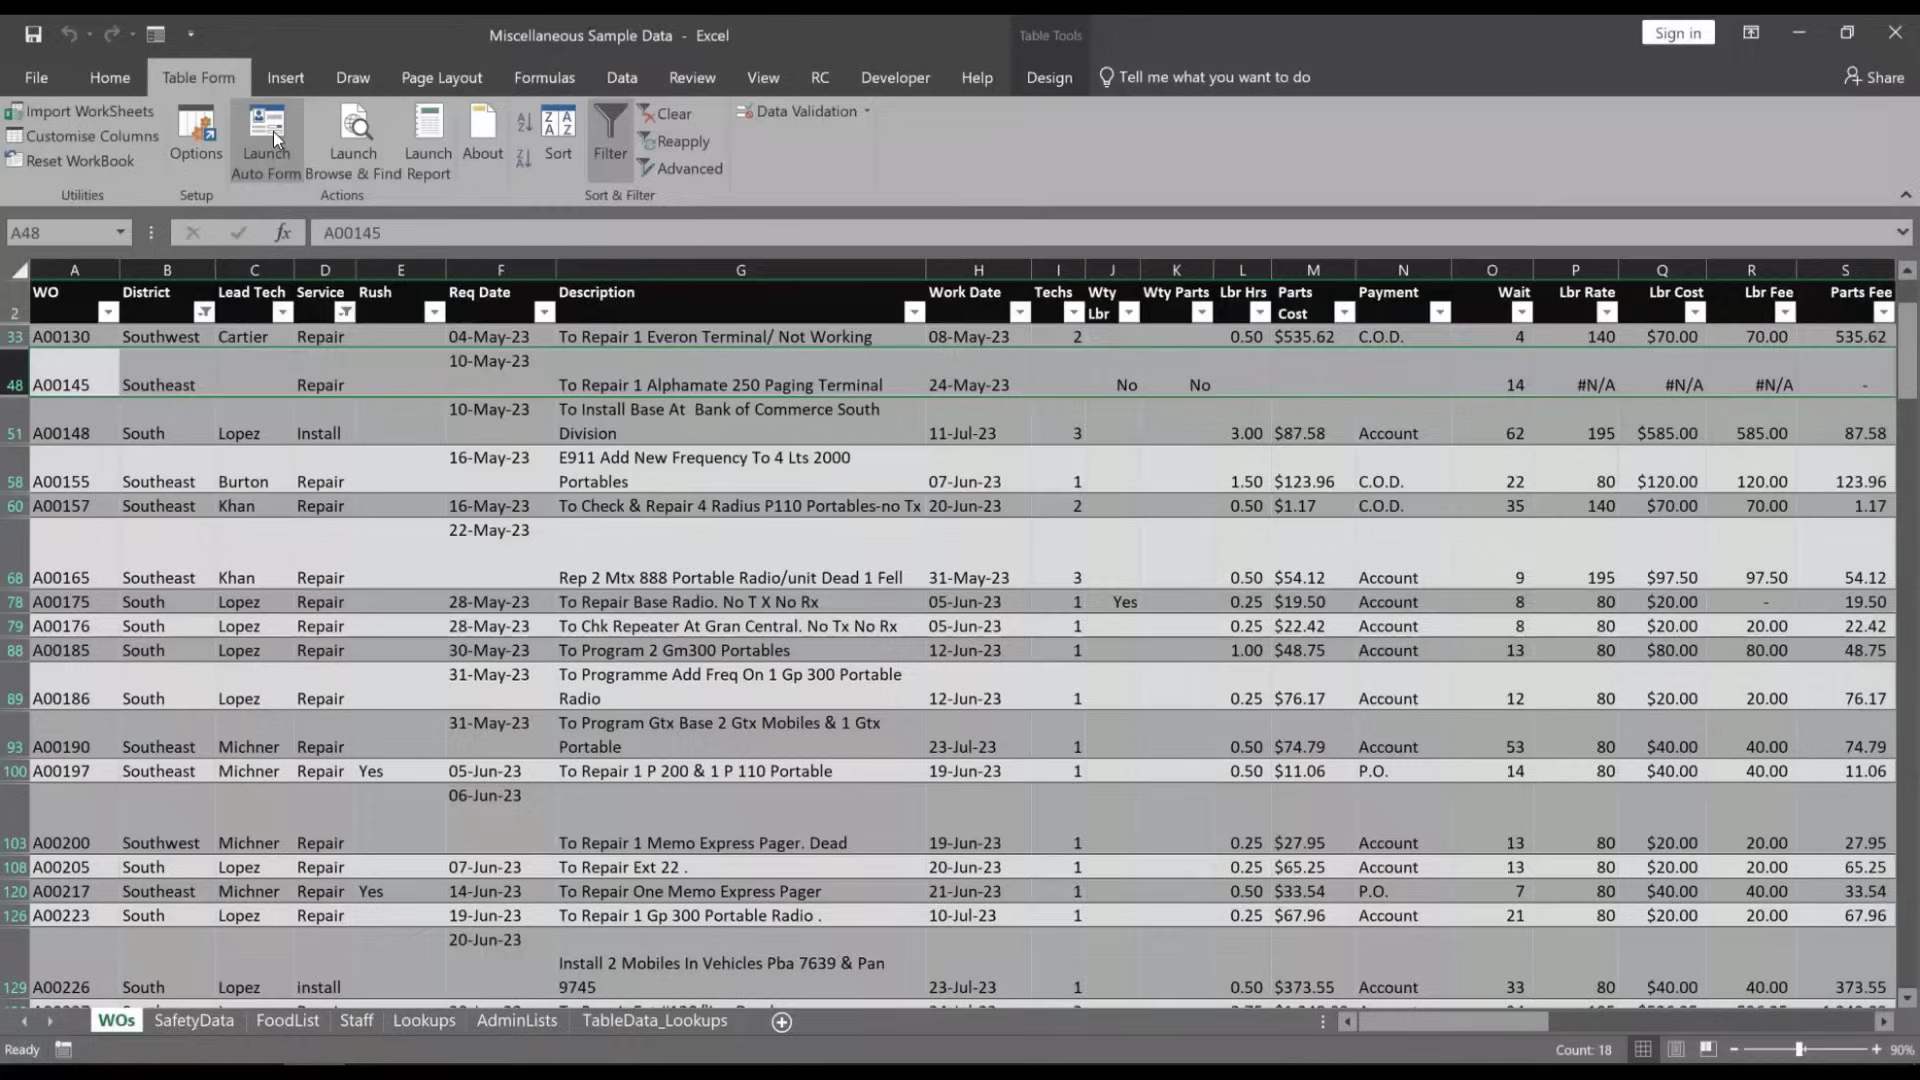 Miscellaneous Sample Data - Excel
Table Tools
Sign in
File Home Table Form Insert Draw Page Layout Formulas Data Review View RC Developer Help Design Tell me what you want to do Share
Import WorkSheets
Customise Columns
Reset WorkBook
Utilities
Options
Setup
Launch
Auto Form
Launch
Browse & Find
Launch
Report
About
Actions
Sort
Filter
Clear
Reapply
Advanced
Sort & Filter
Data Validation
A48 fx A00145
A B C D E F G H I J K L M N O P Q R S
WO District Lead Tech Service Rush Req Date Description Work Date Techs Wty Wty Parts Lbr Hrs Parts Payment Wait Lbr Rate Lbr Cost Lbr Fee Parts Fee
2 Lbr Cost
33 A00130 Southwest Cartier Repair 04-May-23 To Repair 1 Everon Terminal/ Not Working 08-May-23 2 0.50 $535.62 C.O.D. 4 140 $70.00 70.00 535.62
10-May-23
48 A00145 Southeast Repair To Repair 1 Alphamate 250 Paging Terminal 24-May-23 No No 14 #N/A #N/A #N/A -
10-May-23 To Install Base At Bank of Commerce South
51 A00148 South Lopez Install Division 11-Jul-23 3 3.00 $87.58 Account 62 195 $585.00 585.00 87.58
16-May-23 E911 Add New Frequency To 4 Lts 2000
58 A00155 Southeast Burton Repair Portables 07-Jun-23 1 1.50 $123.96 C.O.D. 22 80 $120.00 120.00 123.96
60 A00157 Southeast Khan Repair 16-May-23 To Check & Repair 4 Radius P110 Portables-no Tx 20-Jun-23 2 0.50 $1.17 C.O.D. 35 140 $70.00 70.00 1.17
22-May-23
68 A00165 Southeast Khan Repair Rep 2 Mtx 888 Portable Radio/unit Dead 1 Fell 31-May-23 3 0.50 $54.12 Account 9 195 $97.50 97.50 54.12
78 A00175 South Lopez Repair 28-May-23 To Repair Base Radio. No T X No Rx 05-Jun-23 1 Yes 0.25 $19.50 Account 8 80 $20.00 - 19.50
79 A00176 South Lopez Repair 28-May-23 To Chk Repeater At Gran Central. No Tx No Rx 05-Jun-23 1 0.25 $22.42 Account 8 80 $20.00 20.00 22.42
88 A00185 South Lopez Repair 30-May-23 To Program 2 Gm300 Portables 12-Jun-23 1 1.00 $48.75 Account 13 80 $80.00 80.00 48.75
31-May-23 To Programme Add Freq On 1 Gp 300 Portable
89 A00186 South Lopez Repair Radio 12-Jun-23 1 0.25 $76.17 Account 12 80 $20.00 20.00 76.17
31-May-23 To Program Gtx Base 2 Gtx Mobiles & 1 Gtx
93 A00190 Southeast Michner Repair Portable 23-Jul-23 1 0.50 $74.79 Account 53 80 $40.00 40.00 74.79
100 A00197 Southeast Michner Repair Yes 05-Jun-23 To Repair 1 P 200 & 1 P 110 Portable 19-Jun-23 1 0.50 $11.06 P.O. 14 80 $40.00 40.00 11.06
06-Jun-23
103 A00200 Southwest Michner Repair To Repair 1 Memo Express Pager. Dead 19-Jun-23 1 0.25 $27.95 Account 13 80 $20.00 20.00 27.95
108 A00205 South Lopez Repair 07-Jun-23 To Repair Ext 22 . 20-Jun-23 1 0.25 $65.25 Account 13 80 $20.00 20.00 65.25
120 A00217 Southeast Michner Repair Yes 14-Jun-23 To Repair One Memo Express Pager 21-Jun-23 1 0.50 $33.54 P.O. 7 80 $40.00 40.00 33.54
126 A00223 South Lopez Repair 19-Jun-23 To Repair 1 Gp 300 Portable Radio . 10-Jul-23 1 0.25 $67.96 Account 21 80 $20.00 20.00 67.96
20-Jun-23
Install 2 Mobiles In Vehicles Pba 7639 & Pan
129 A00226 South Lopez install 9745 23-Jul-23 1 0.50 $373.55 Account 33 80 $40.00 40.00 373.55
WOs SafetyData FoodList Staff Lookups AdminLists TableData_Lookups
Ready Count: 18 90%